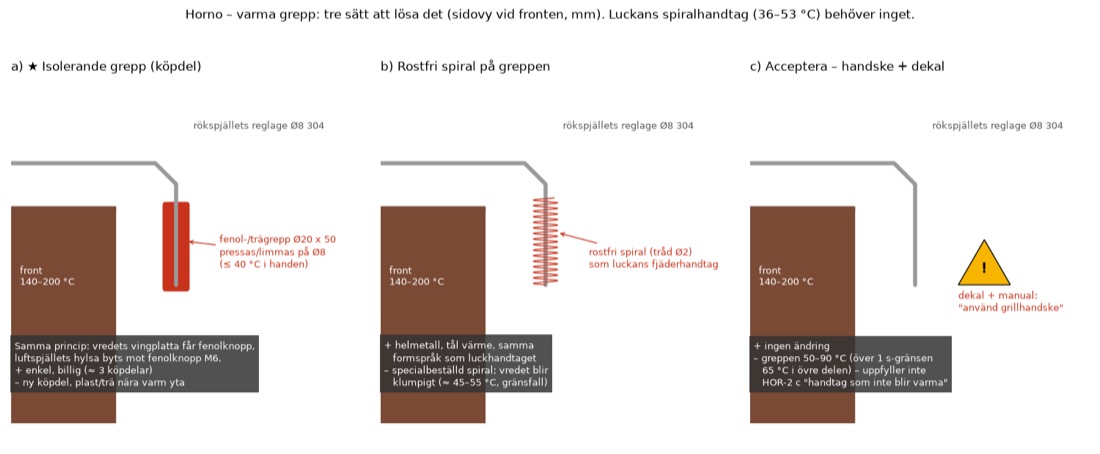 Horno – varma grepp: tre sätt att lösa det (sidovy vid fronten, mm). Luckans spiralhandtag (36–53 °C) behöver inget.
a) ★ Isolerande grepp (köpdel)
rökspjällets reglage Ø8 304
fenol-/trägrepp Ø20 x 50
pressas/limmas på Ø8
(≤ 40 °C i handen)
front
140–200 °C
Samma princip: vredets vingplatta får fenolknopp,
luftspjällets hylsa byts mot fenolknopp M6.
+ enkel, billig (≈ 3 köpdelar)
– ny köpdel, plast/trä nära varm yta
b) Rostfri spiral på greppen
rökspjällets reglage Ø8 304
rostfri spiral (tråd Ø2)
som luckans fjäderhandtag
front
140–200 °C
+ helmetall, tål värme, samma
formspråk som luckhandtaget
– specialbeställd spiral; vredet blir
klumpigt (≈ 45–55 °C, gränsfall)
c) Acceptera – handske + dekal
rökspjällets reglage Ø8 304
!
dekal + manual:
"använd grillhandske"
front
140–200 °C
+ ingen ändring
– greppen 50–90 °C (över 1 s-gränsen
65 °C i övre delen) – uppfyller inte
HOR-2 c "handtag som inte blir varma"